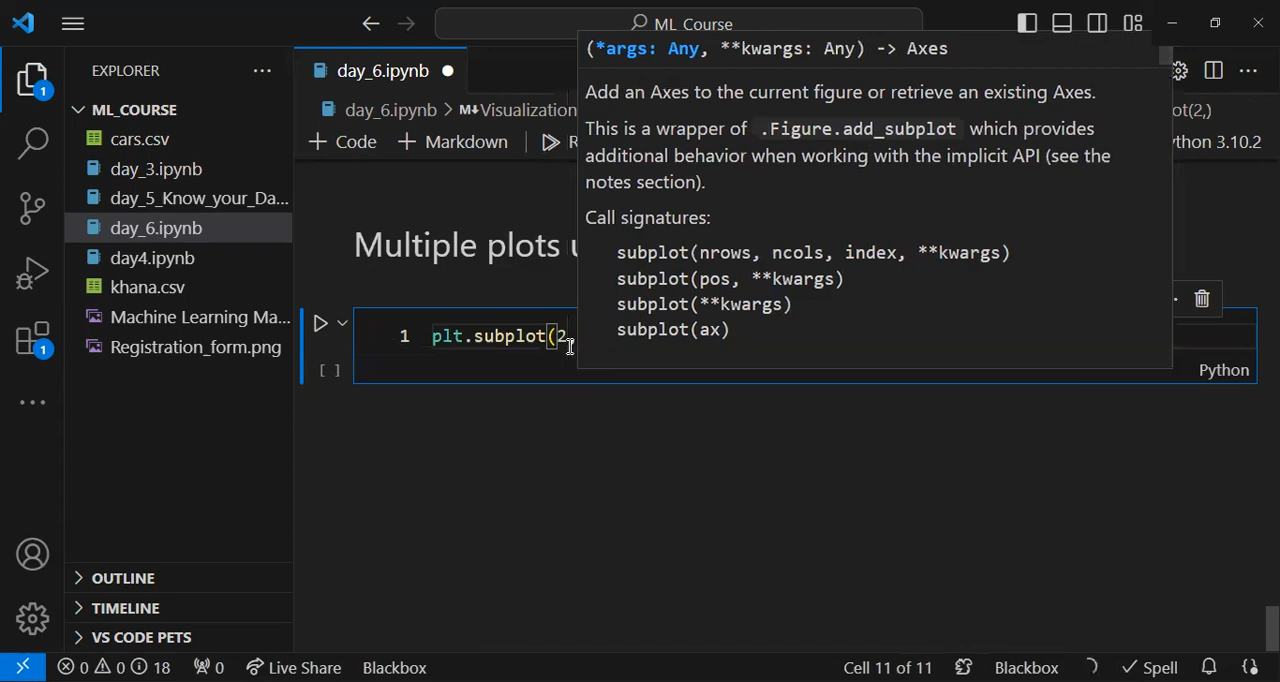 ML Course
EXPLORER
ML_COURSE
cars.csv
day_3.ipynb
day_5_Know_your_Da...
day_6.ipynb
day4.ipynb
khana.csv
Machine Learning Ma...
Registration_form.png
OUTLINE
TIMELINE
VS CODE PETS
day_6.ipynb
day_6.ipynb > M↓Visualization
lot(2,)
+ Code + Markdown
thon 3.10.2
(*args: Any, **kwargs: Any) -> Axes
Add an Axes to the current figure or retrieve an existing Axes.
This is a wrapper of .Figure.add_subplot which provides
additional behavior when working with the implicit API (see the
notes section).
Call signatures:
subplot(nrows, ncols, index, **kwargs)
subplot(pos, **kwargs)
subplot(**kwargs)
subplot(ax)
Multiple plots
1 plt.subplot(2,
[ ]
Python
0 0 18 0 Live Share Blackbox Cell 11 of 11 Blackbox Spell